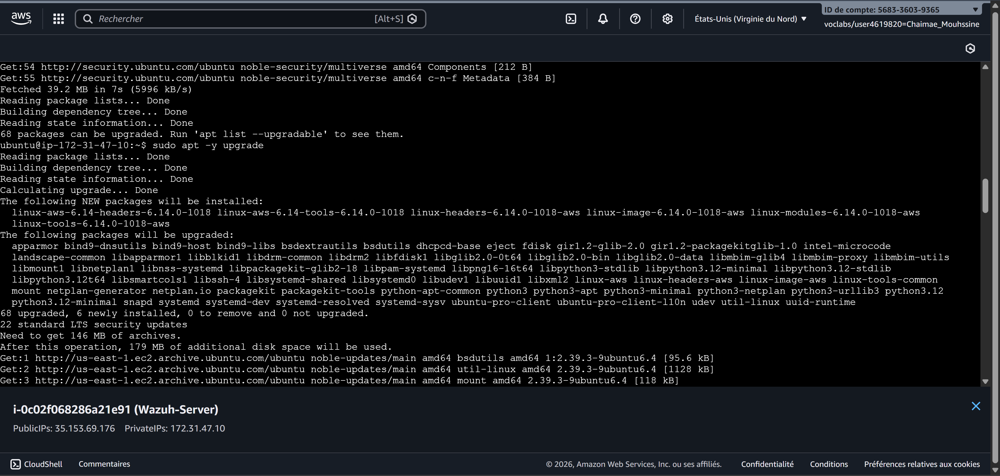 aws
Rechercher
[Alt+S]
États-Unis (Virginie du Nord)
ID de compte: 5683-3603-9365
voclabs/user4619820=Chaimae_Mouhssine
Get:54 http://security.ubuntu.com/ubuntu noble-security/multiverse amd64 Components [212 B]
Get:55 http://security.ubuntu.com/ubuntu noble-security/multiverse amd64 c-n-f Metadata [384 B]
Fetched 39.2 MB in 7s (5996 kB/s)
Reading package lists... Done
Building dependency tree... Done
Reading state information... Done
68 packages can be upgraded. Run 'apt list --upgradable' to see them.
ubuntu@ip-172-31-47-10:~$ sudo apt -y upgrade
Reading package lists... Done
Building dependency tree... Done
Reading state information... Done
Calculating upgrade... Done
The following NEW packages will be installed:
  linux-aws-6.14-headers-6.14.0-1018 linux-aws-6.14-tools-6.14.0-1018 linux-headers-6.14.0-1018-aws linux-image-6.14.0-1018-aws linux-modules-6.14.0-1018-aws
  linux-tools-6.14.0-1018-aws
The following packages will be upgraded:
  apparmor bind9-dnsutils bind9-host bind9-libs bsdextrautils bsdutils dhcpcd-base eject fdisk gir1.2-glib-2.0 gir1.2-packagekitglib-1.0 intel-microcode
  landscape-common libapparmor1 libblkid1 libdrm-common libdrm2 libfdisk1 libglib2.0-0t64 libglib2.0-bin libglib2.0-data libmbim-glib4 libmbim-proxy libmbim-utils
  libmount1 libnetplan1 libnss-systemd libpackagekit-glib2-18 libpam-systemd libpng16-16t64 libpython3-stdlib libpython3.12-minimal libpython3.12-stdlib
  libpython3.12t64 libsmartcols1 libssh-4 libsystemd-shared libsystemd0 libudev1 libuuid1 libxml2 linux-aws linux-headers-aws linux-image-aws linux-tools-common
  mount netplan-generator netplan.io packagekit packagekit-tools python-apt-common python3 python3-apt python3-minimal python3-netplan python3-urllib3 python3.12
  python3.12-minimal snapd systemd systemd-dev systemd-resolved systemd-sysv ubuntu-pro-client ubuntu-pro-client-l10n udev util-linux uuid-runtime
68 upgraded, 6 newly installed, 0 to remove and 0 not upgraded.
22 standard LTS security updates
Need to get 146 MB of archives.
After this operation, 179 MB of additional disk space will be used.
Get:1 http://us-east-1.ec2.archive.ubuntu.com/ubuntu noble-updates/main amd64 bsdutils amd64 1:2.39.3-9ubuntu6.4 [95.6 kB]
Get:2 http://us-east-1.ec2.archive.ubuntu.com/ubuntu noble-updates/main amd64 util-linux amd64 2.39.3-9ubuntu6.4 [1128 kB]
Get:3 http://us-east-1.ec2.archive.ubuntu.com/ubuntu noble-updates/main amd64 mount amd64 2.39.3-9ubuntu6.4 [118 kB]
i-0c02f068286a21e91 (Wazuh-Server)
PublicIPs: 35.153.69.176 PrivateIPs: 172.31.47.10
CloudShell Commentaires © 2026, Amazon Web Services, Inc. ou ses affiliés. Confidentialité Conditions Préférences relatives aux cookies